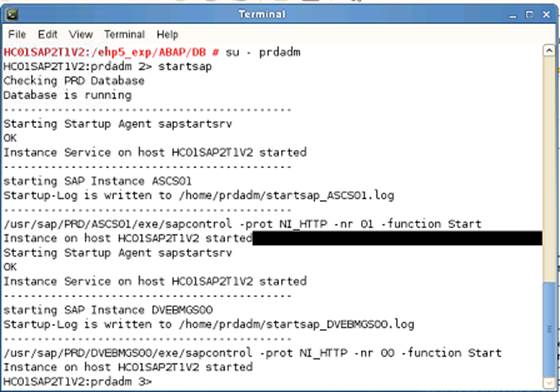 Terminal
File Edit View Terminal Help
HC01SAP2T1V2:/ehp5_exp/ABAP/DB # su - prdadm
HC01SAP2T1V2:prdadm 2> startsap
Checking PRD Database
Database is running
-------------------------------------------
Starting Startup Agent sapstartsrv
OK
Instance Service on host HC01SAP2T1V2 started
-------------------------------------------
starting SAP Instance ASCS01
Startup-Log is written to /home/prdadm/startsap_ASCS01.log
-------------------------------------------
/usr/sap/PRD/ASCS01/exe/sapcontrol -prot NI_HTTP -nr 01 -function Start
Instance on host HC01SAP2T1V2 started
Starting Startup Agent sapstartsrv
OK
Instance Service on host HC01SAP2T1V2 started
-------------------------------------------
starting SAP Instance DVEBMGS00
Startup-Log is written to /home/prdadm/startsap_DVEBMGS00.log
-------------------------------------------
/usr/sap/PRD/DVEBMGS00/exe/sapcontrol -prot NI_HTTP -nr 00 -function Start
Instance on host HC01SAP2T1V2 started
HC01SAP2T1V2:prdadm 3>